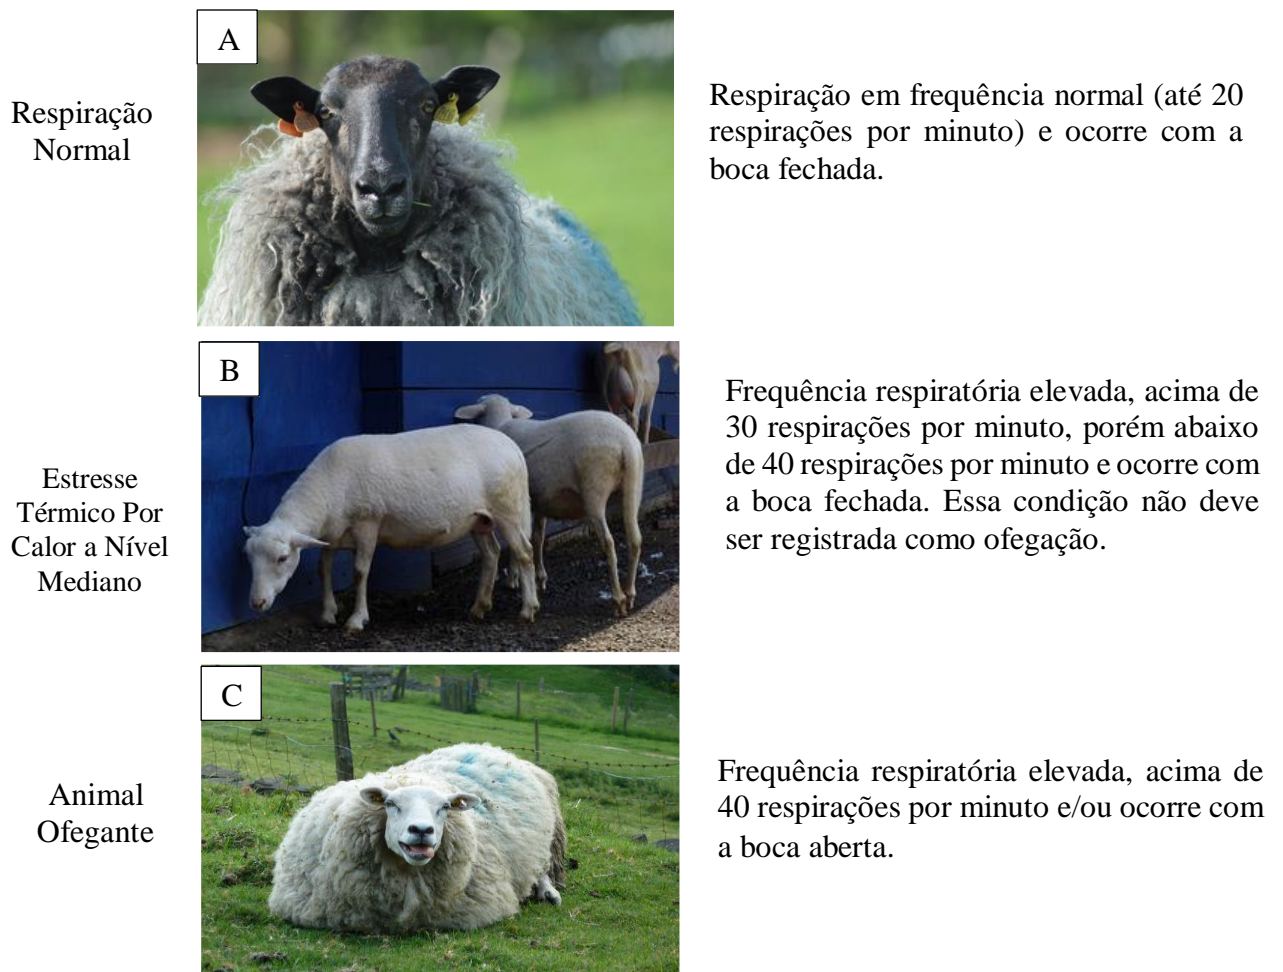 A
Respiração
Normal
Respiração em frequência normal (até 20
respirações por minuto) e ocorre com a
boca fechada.
B
Estresse
Térmico Por
Calor a Nível
Mediano
Frequência respiratória elevada, acima de
30 respirações por minuto, porém abaixo
de 40 respirações por minuto e ocorre com
a boca fechada. Essa condição não deve
ser registrada como ofegação.
C
Animal
Ofegante
Frequência respiratória elevada, acima de
40 respirações por minuto e/ou ocorre com
a boca aberta.